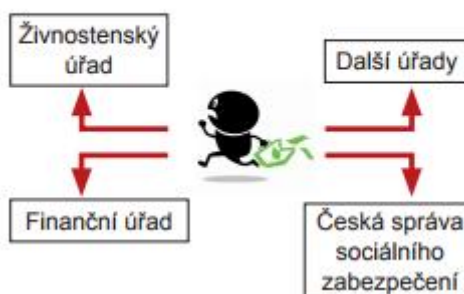 Živnostenský
úřad
Další úřady
Finanční úřad
Česká správa
sociálního
zabezpečení